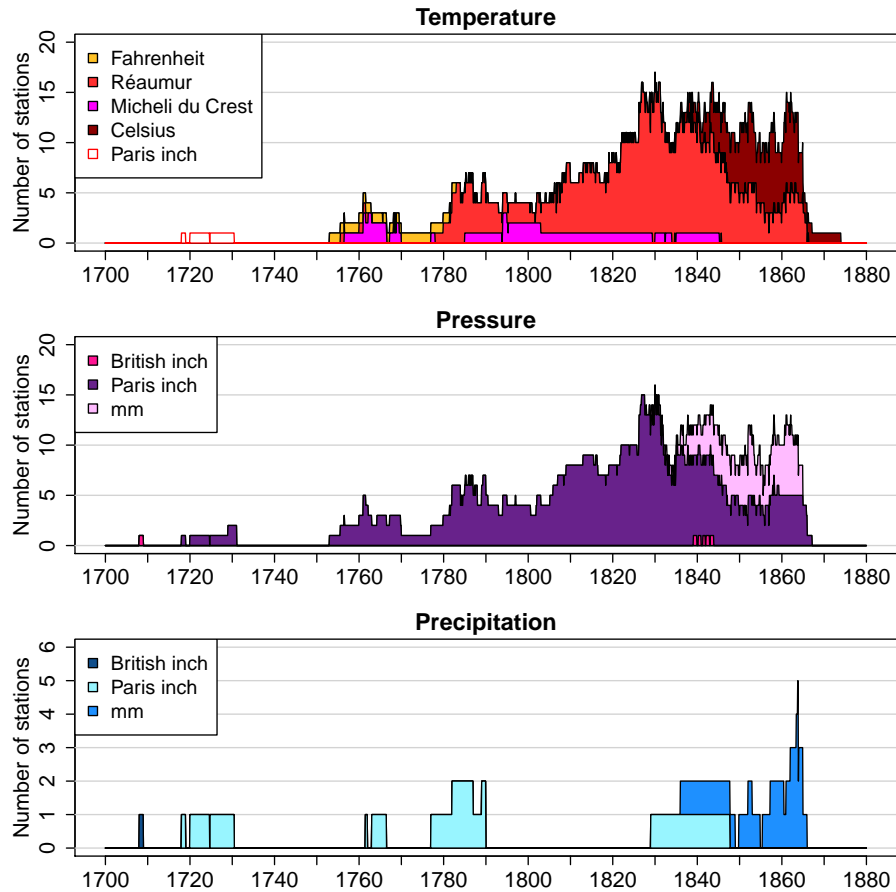 Temperature
Number of stations
20
15
10
5
0
Fahrenheit
Réaumur
Micheli du Crest
Celsius
Paris inch
1700 1720 1740 1760 1780 1800 1820 1840 1860 1880
Pressure
Number of stations
20
15
10
5
0
British inch
Paris inch
mm
1700 1720 1740 1760 1780 1800 1820 1840 1860 1880
Precipitation
Number of stations
6
5
4
3
2
1
0
British inch
Paris inch
mm
1700 1720 1740 1760 1780 1800 1820 1840 1860 1880